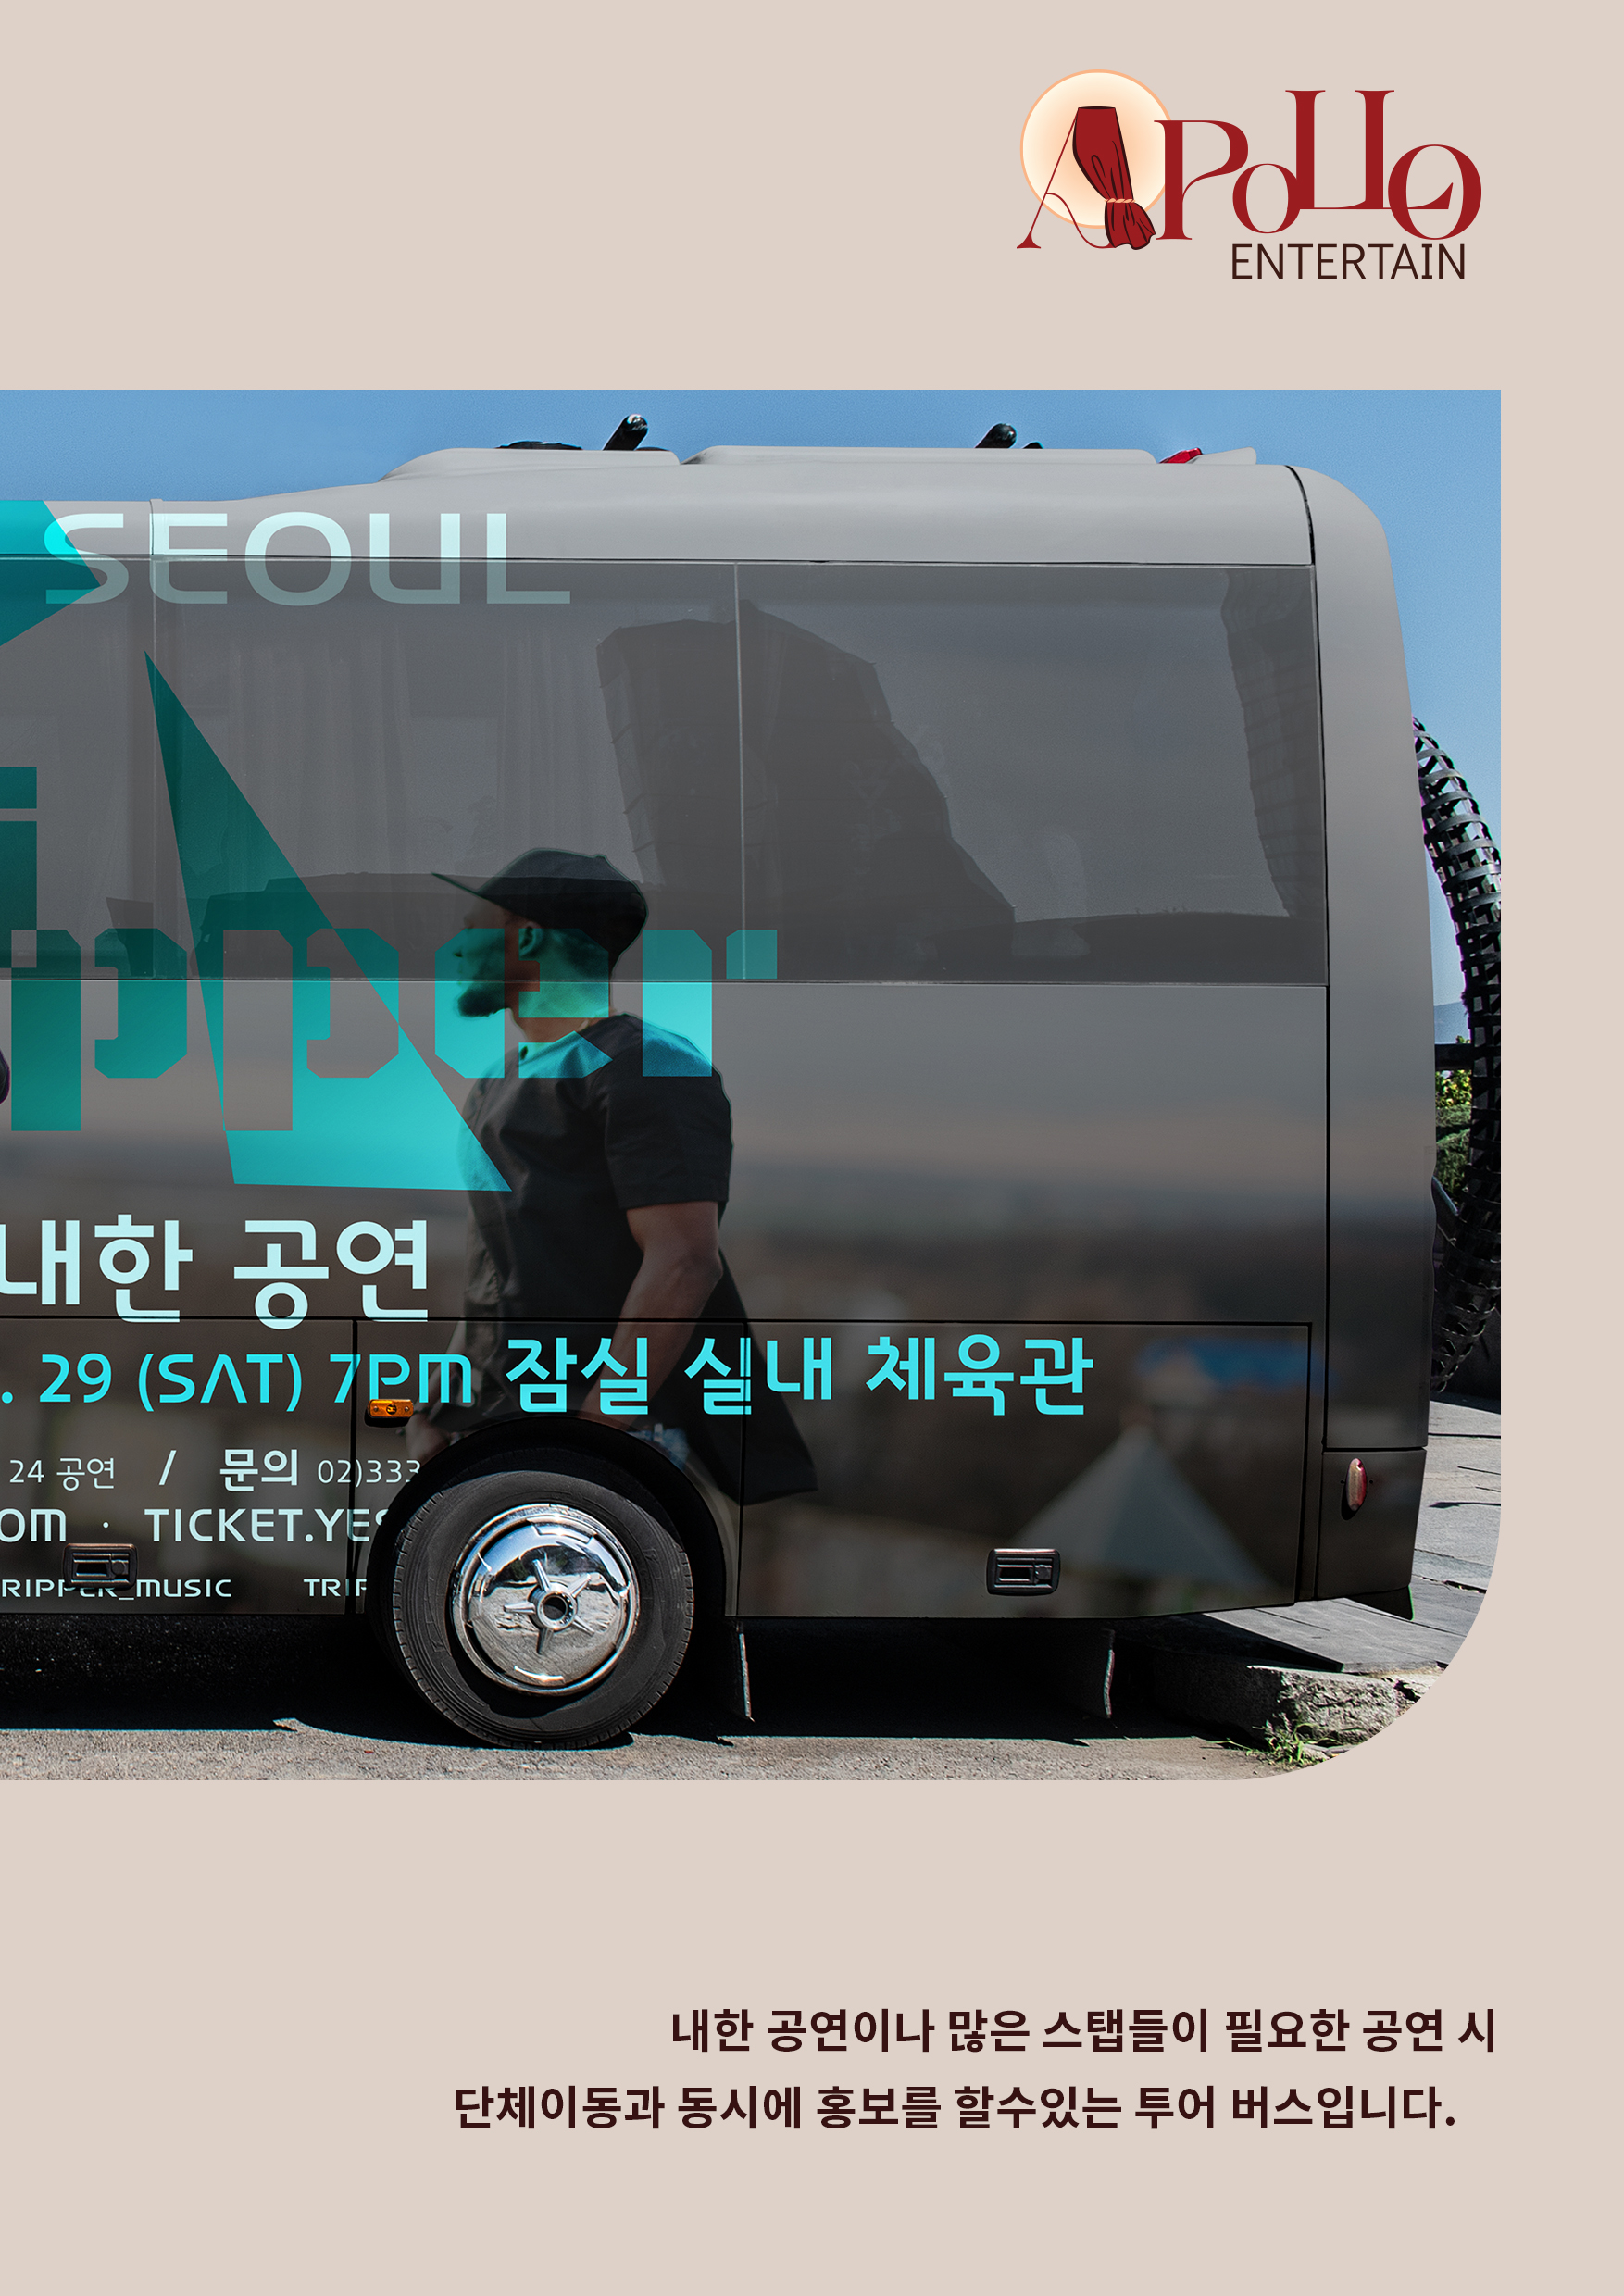 APOLLO
ENTERTAIN
SEOUL
내한 공연
. 29 (SAT) 7PM 잠실 실내 체육관
24 공연 / 문의 02)333
OM · TICKET.YES
RIPPER_MUSIC TRIP
내한 공연이나 많은 스탭들이 필요한 공연 시
단체이동과 동시에 홍보를 할수있는 투어 버스입니다.